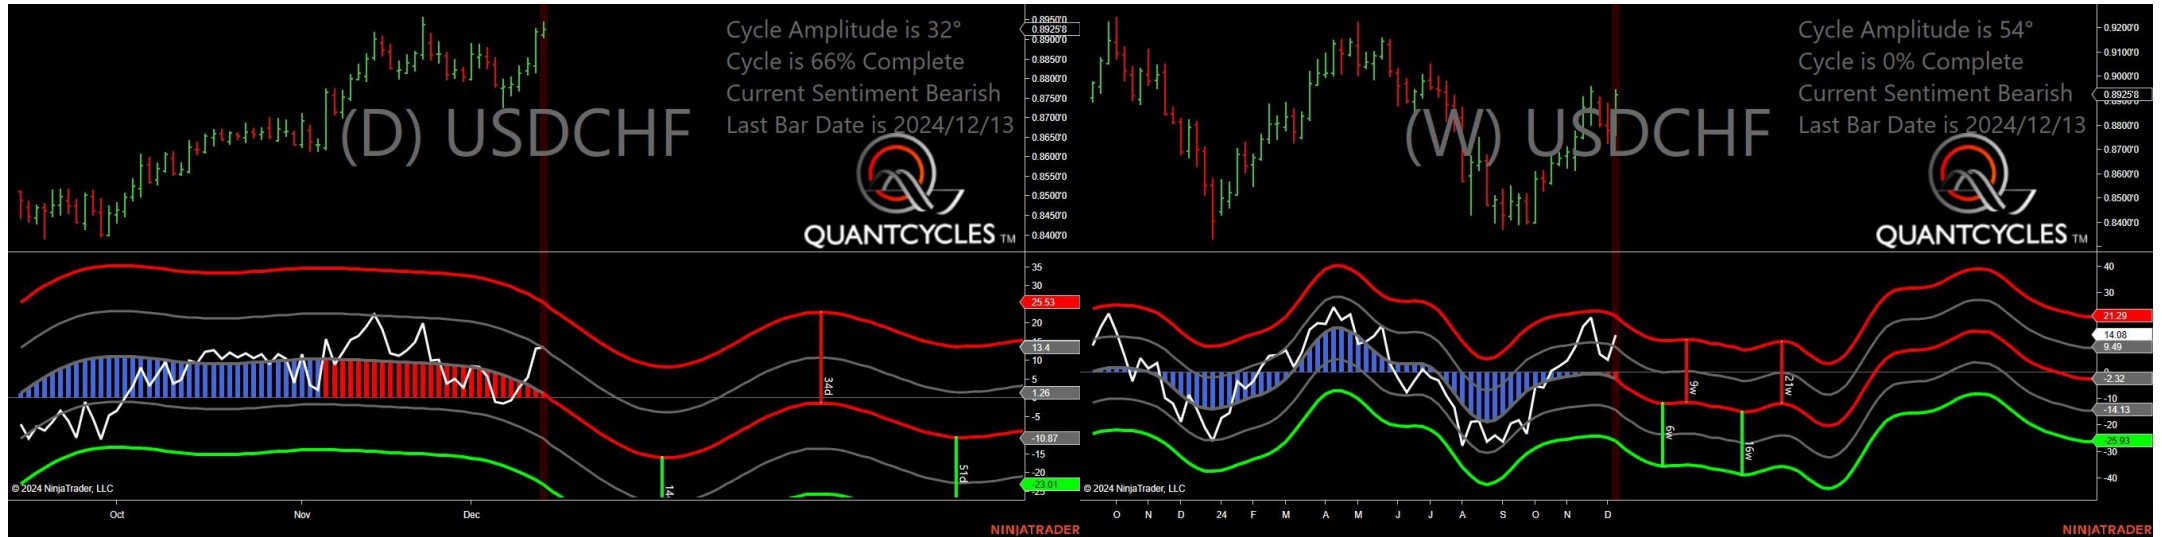 Cycle Amplitude is 32°
Cycle is 66% Complete
Current Sentiment Bearish
Last Bar Date is 2024/12/13
(D) USDCHF
QUANTCYCLES TM
0.8950'0
0.8925'8
0.8900'0
0.8850'0
0.8800'0
0.8750'0
0.8700'0
0.8650'0
0.8600'0
0.8550'0
0.8500'0
0.8450'0
0.8400'0
35
30
25.53
20
13.4
10
5
1.26
-5
-10.87
-15
-20
-23.01
34d
14
51d
© 2024 NinjaTrader, LLC
Oct Nov Dec
NINJATRADER
Cycle Amplitude is 54°
Cycle is 0% Complete
Current Sentiment Bearish
Last Bar Date is 2024/12/13
(W) USDCHF
QUANTCYCLES TM
0.9200'0
0.9100'0
0.9000'0
0.8925'8
0.8800'0
0.8700'0
0.8600'0
0.8500'0
0.8400'0
40
30
21.29
14.08
9.49
-2.32
-10
-14.13
-20
-25.93
-30
-40
9w
21w
6w
16w
© 2024 NinjaTrader, LLC
O N D 24 F M A M J J A S O N D
NINJATRADER